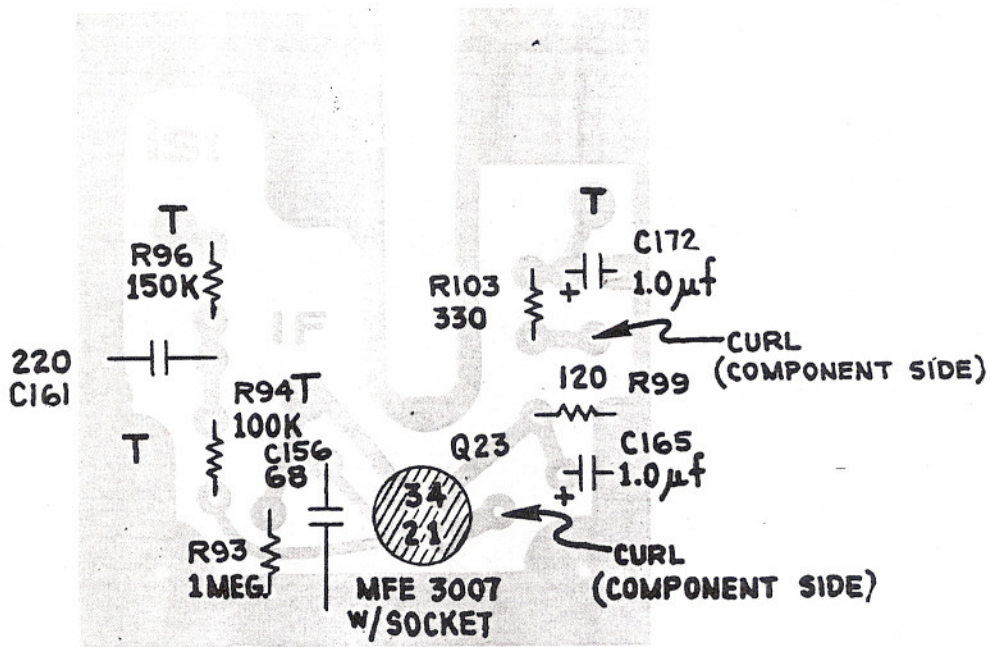 1st
T
R96
150K
IF
220
C161
T
R94T
100K
C156
68
R93
1MEG.
Q23
34
21
MFE 3007
W/SOCKET
T
C172
1.0µf
+
R103
330
CURL
(COMPONENT SIDE)
120 R99
C165
1.0µf
+
CURL
(COMPONENT SIDE)